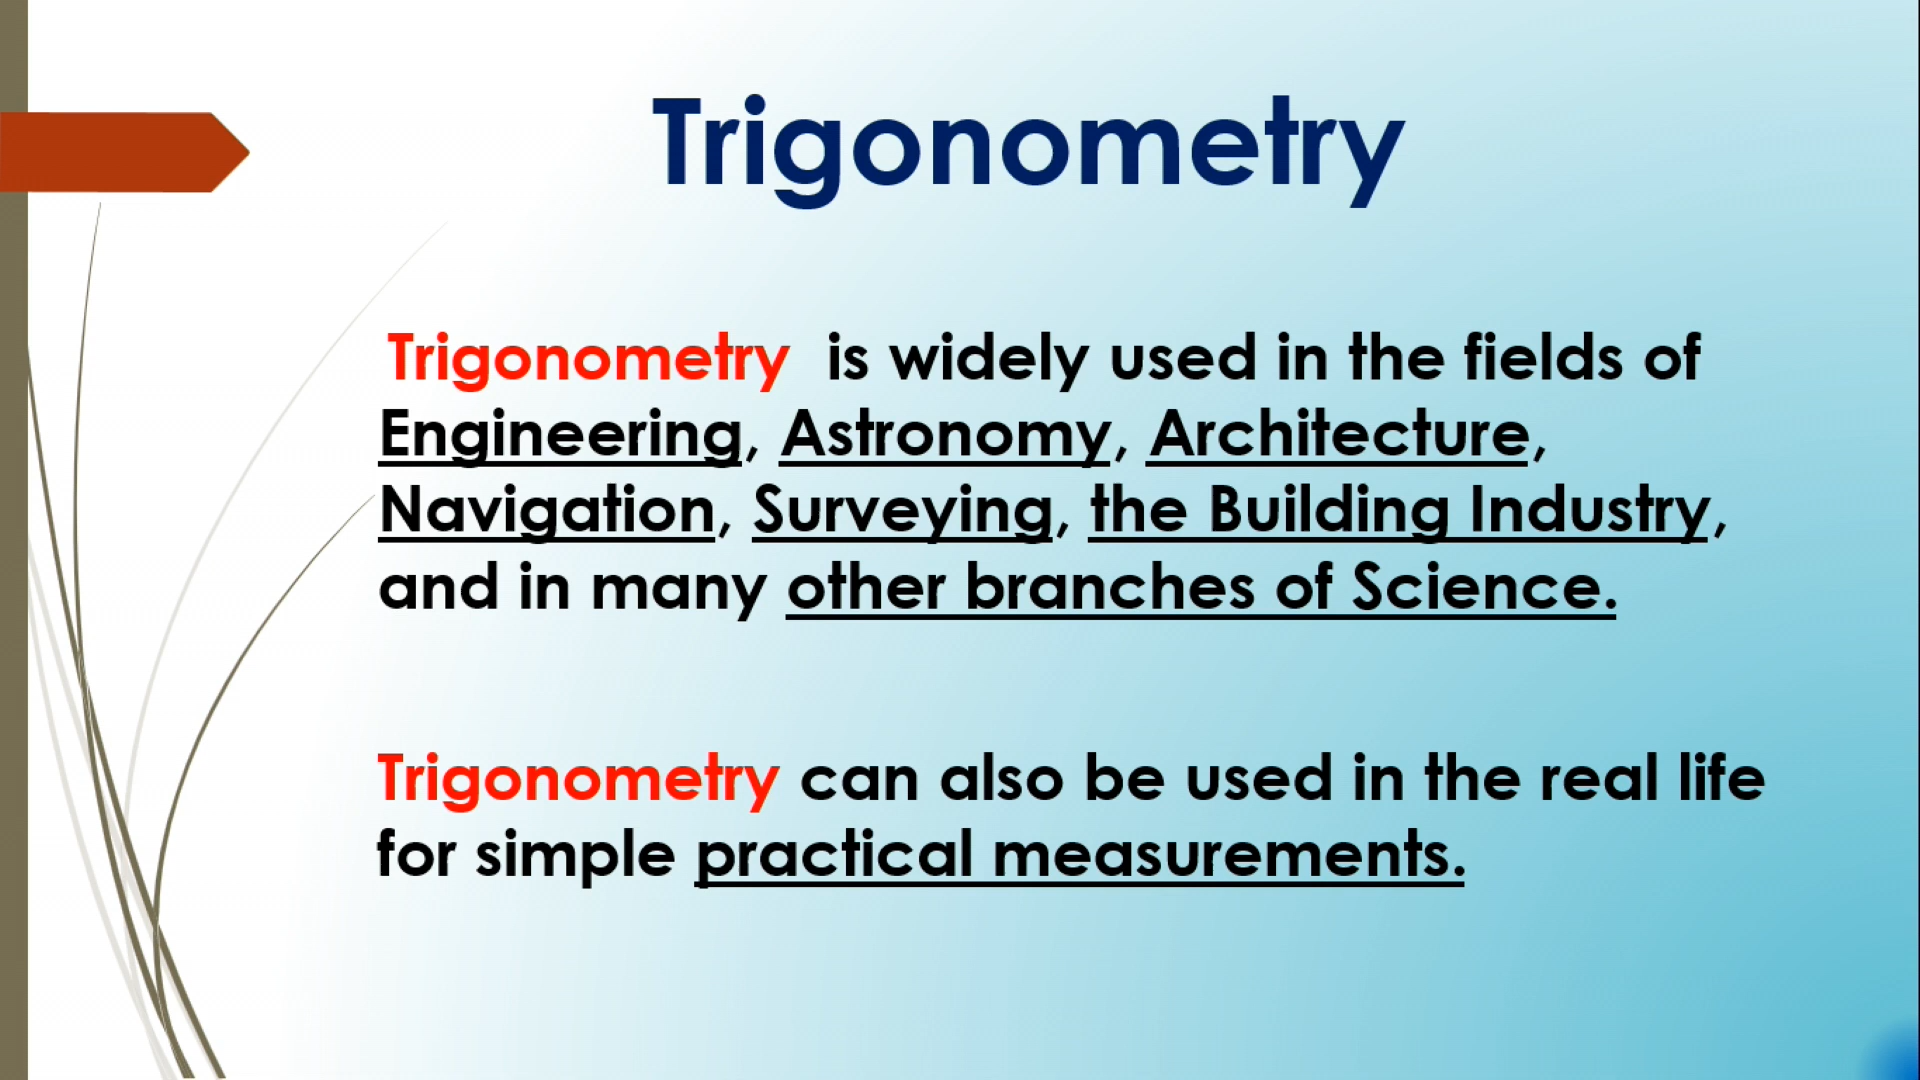 Trigonometry
Trigonometry is widely used in the fields of
Engineering, Astronomy, Architecture,
Navigation, Surveying, the Building Industry,
and in many other branches of Science.
Trigonometry can also be used in the real life
for simple practical measurements.